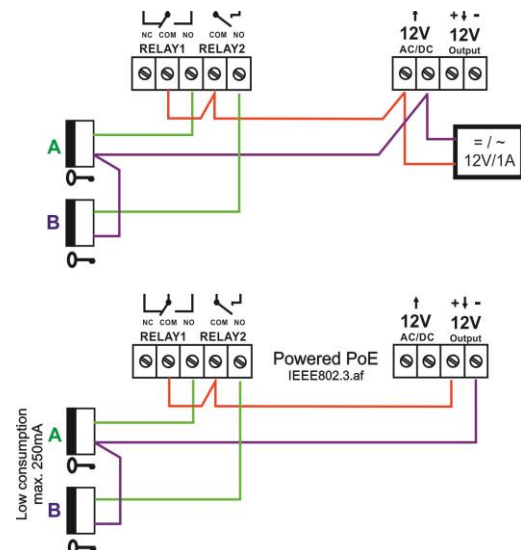 NC COM NO COM NO
RELAY1 RELAY2
12V 12V
AC/DC Output
+ -
A
B
= / ~
12V/1A
NC COM NO COM NO
RELAY1 RELAY2
+ -
12V 12V
AC/DC Output
Powered PoE
IEEE802.3.af
Low consumption
max. 250mA
A
B